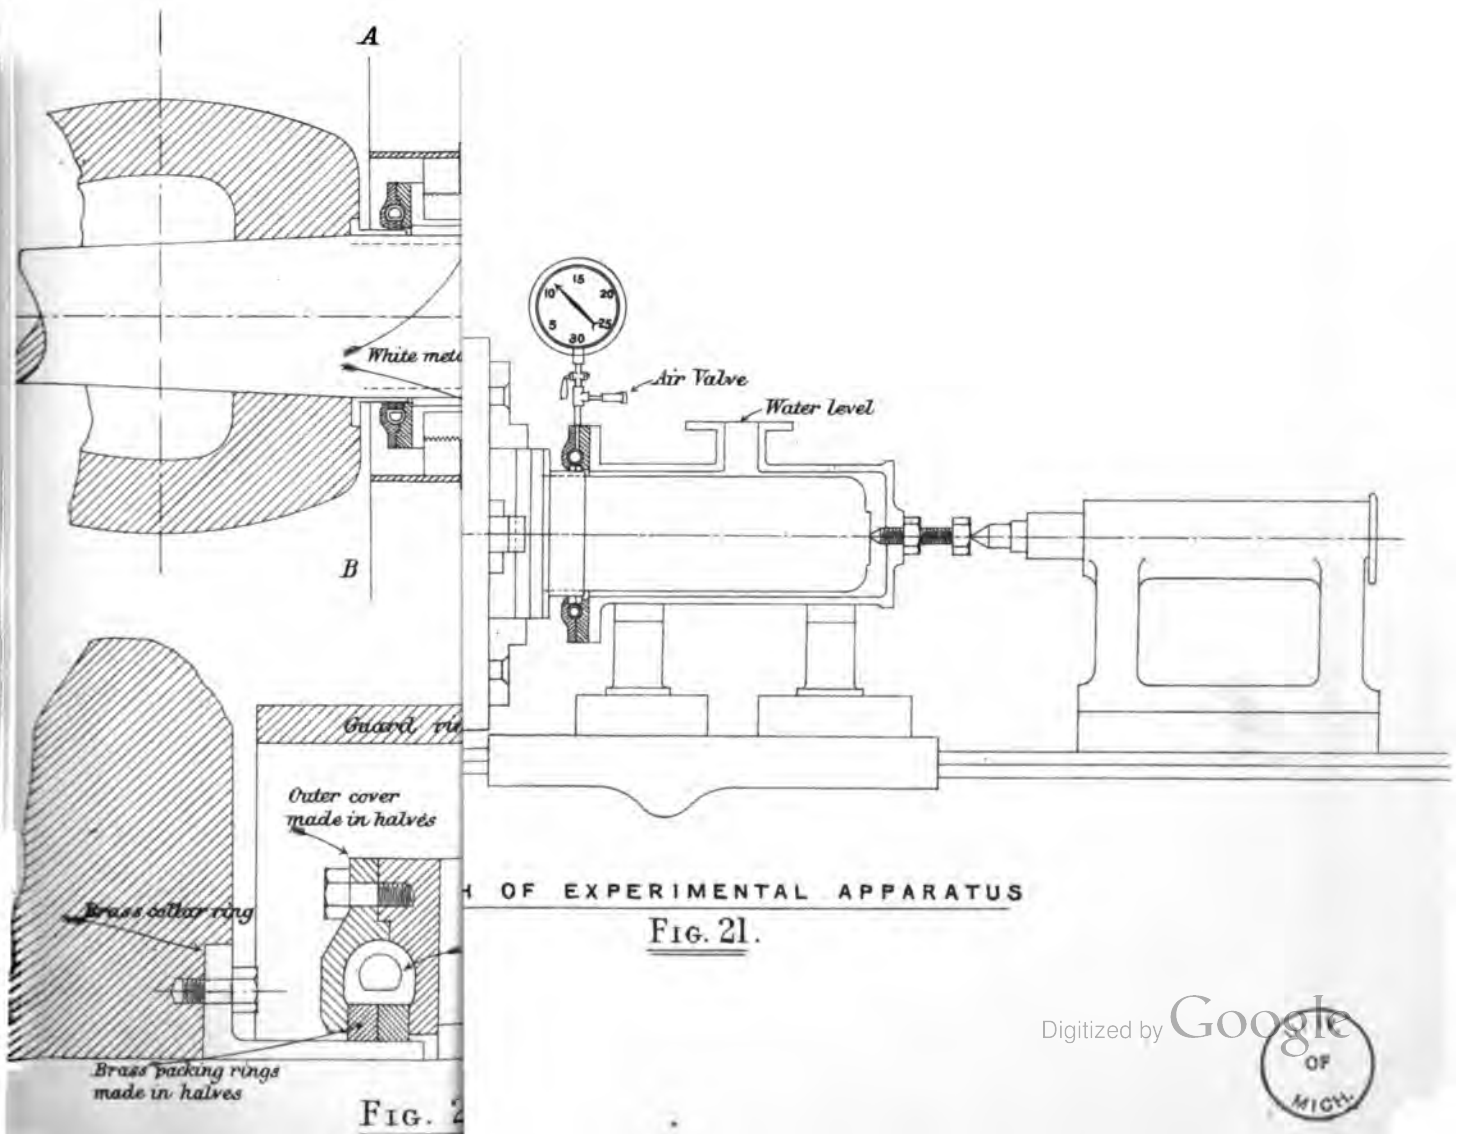 A
15
10
20
5
25
30
White met
Air Valve
Water level
B
Guard ri
Outer cover
made in halves
Brass collar ring
H OF EXPERIMENTAL APPARATUS
FIG. 21.
Brass packing rings
made in halves
FIG. 2
Digitized by Google
OF
MICH.